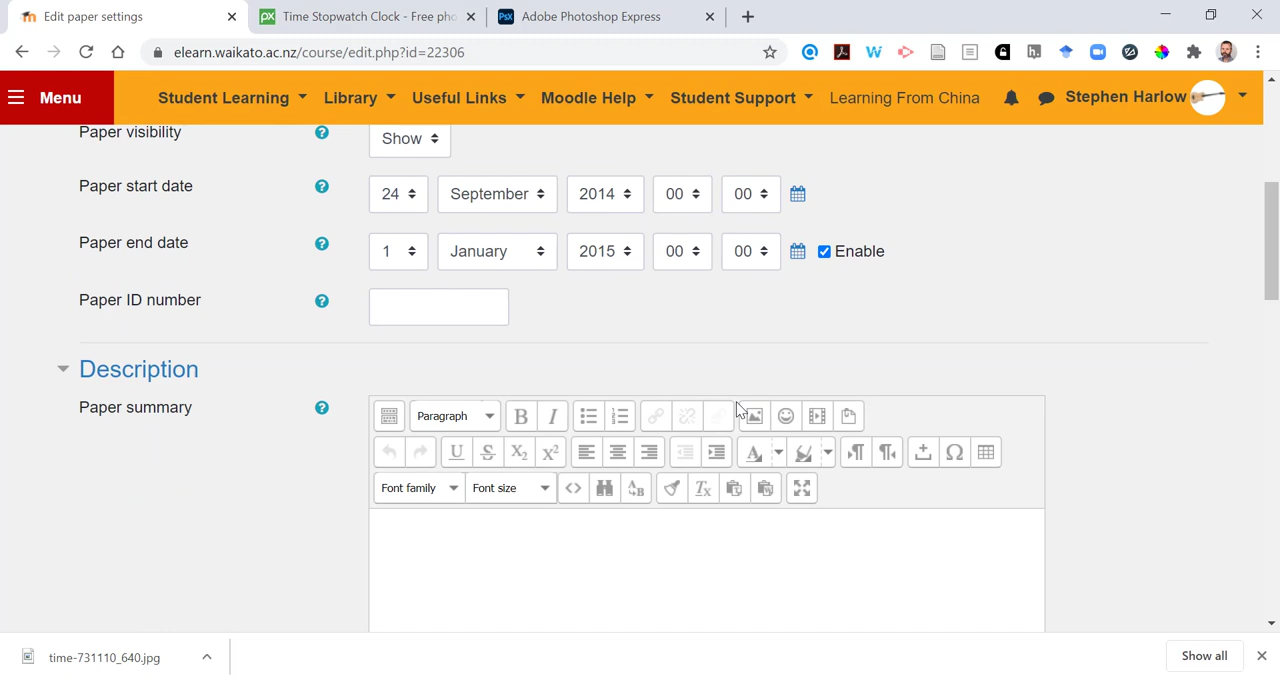 Edit paper settings
Time Stopwatch Clock - Free pho
Adobe Photoshop Express
elearn.waikato.ac.nz/course/edit.php?id=22306
Menu
Student Learning
Library
Useful Links
Moodle Help
Student Support
Learning From China
Stephen Harlow
Paper visibility
Show
Paper start date
24 September 2014 00 00
Paper end date
1 January 2015 00 00 Enable
Paper ID number
Description
Paper summary
Paragraph
Font family
Font size
time-731110_640.jpg
Show all